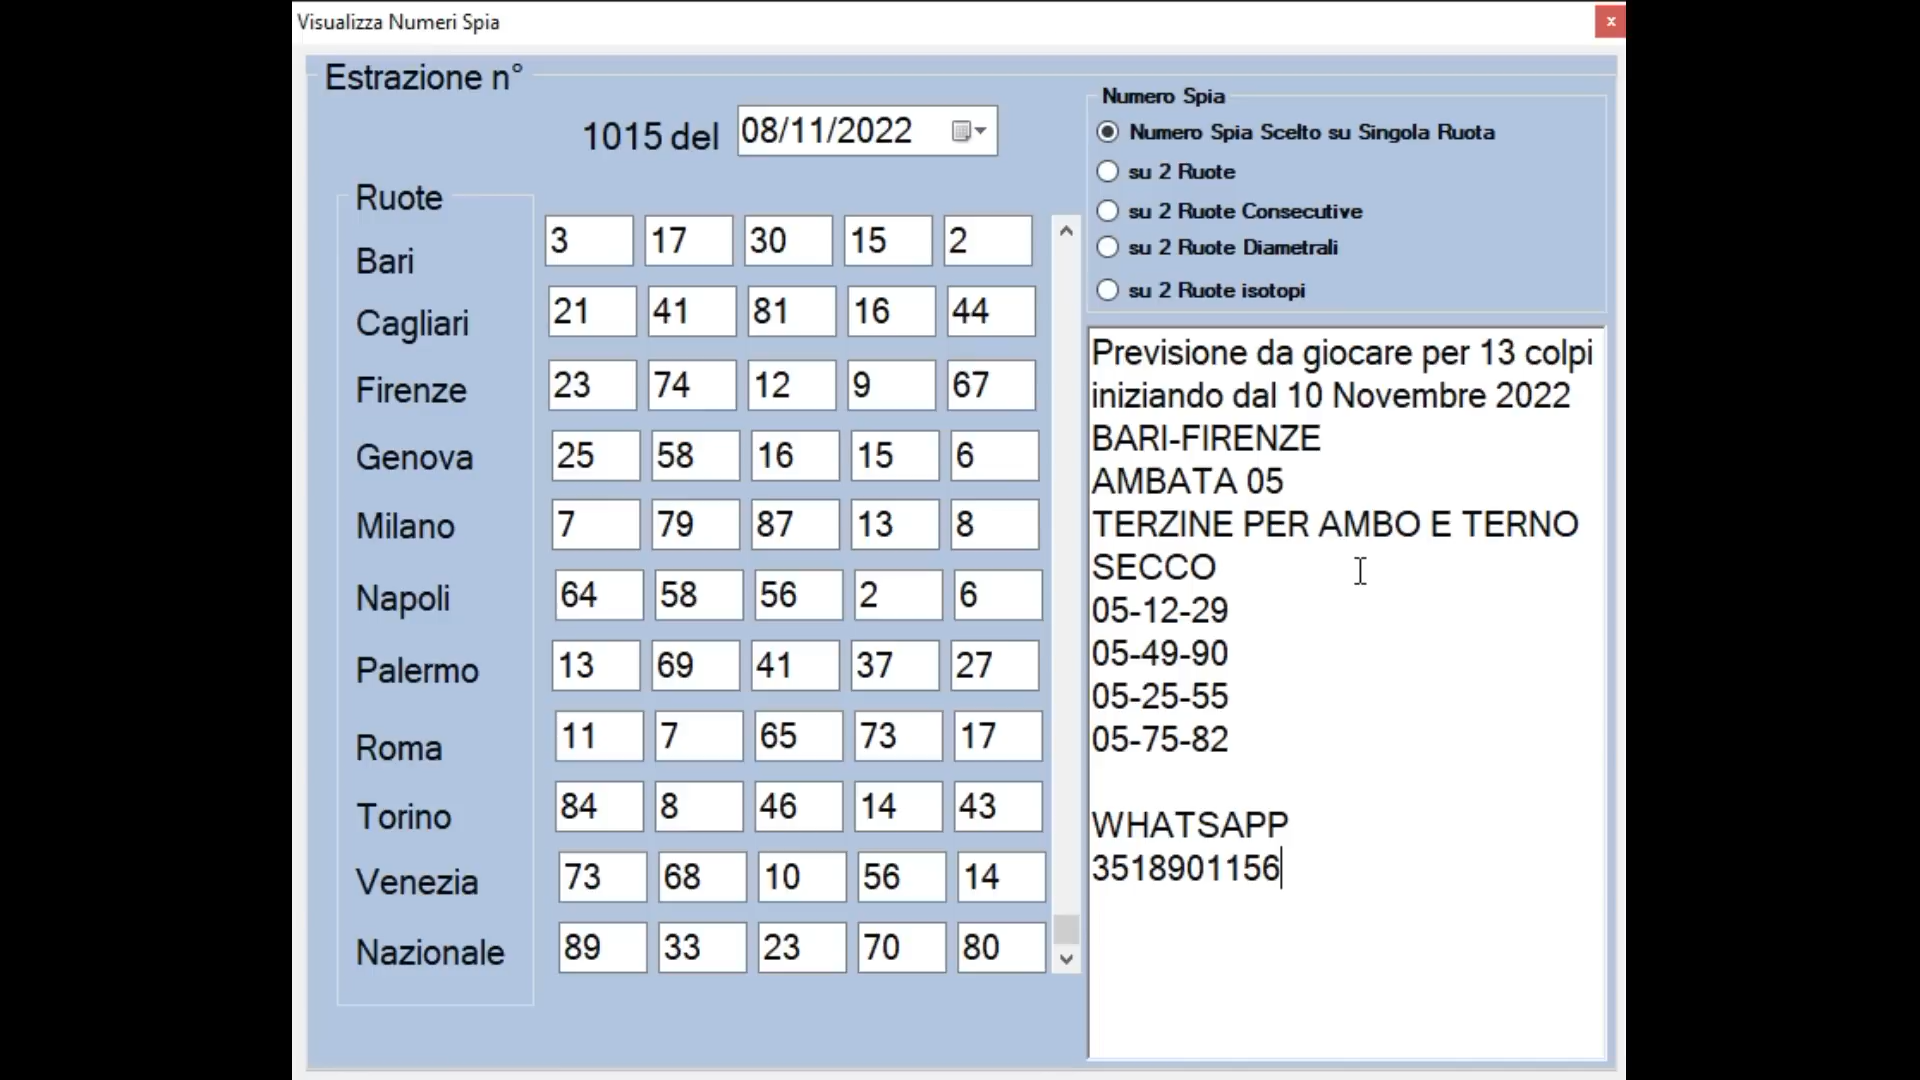 Visualizza Numeri Spia
x
Estrazione n°
1015 del 08/11/2022
Ruote
Bari 3 17 30 15 2
Cagliari 21 41 81 16 44
Firenze 23 74 12 9 67
Genova 25 58 16 15 6
Milano 7 79 87 13 8
Napoli 64 58 56 2 6
Palermo 13 69 41 37 27
Roma 11 7 65 73 17
Torino 84 8 46 14 43
Venezia 73 68 10 56 14
Nazionale 89 33 23 70 80
Numero Spia
Numero Spia Scelto su Singola Ruota
su 2 Ruote
su 2 Ruote Consecutive
su 2 Ruote Diametrali
su 2 Ruote isotopi
Previsione da giocare per 13 colpi
iniziando dal 10 Novembre 2022
BARI-FIRENZE
AMBATA 05
TERZINE PER AMBO E TERNO
SECCO
05-12-29
05-49-90
05-25-55
05-75-82
WHATSAPP
3518901156